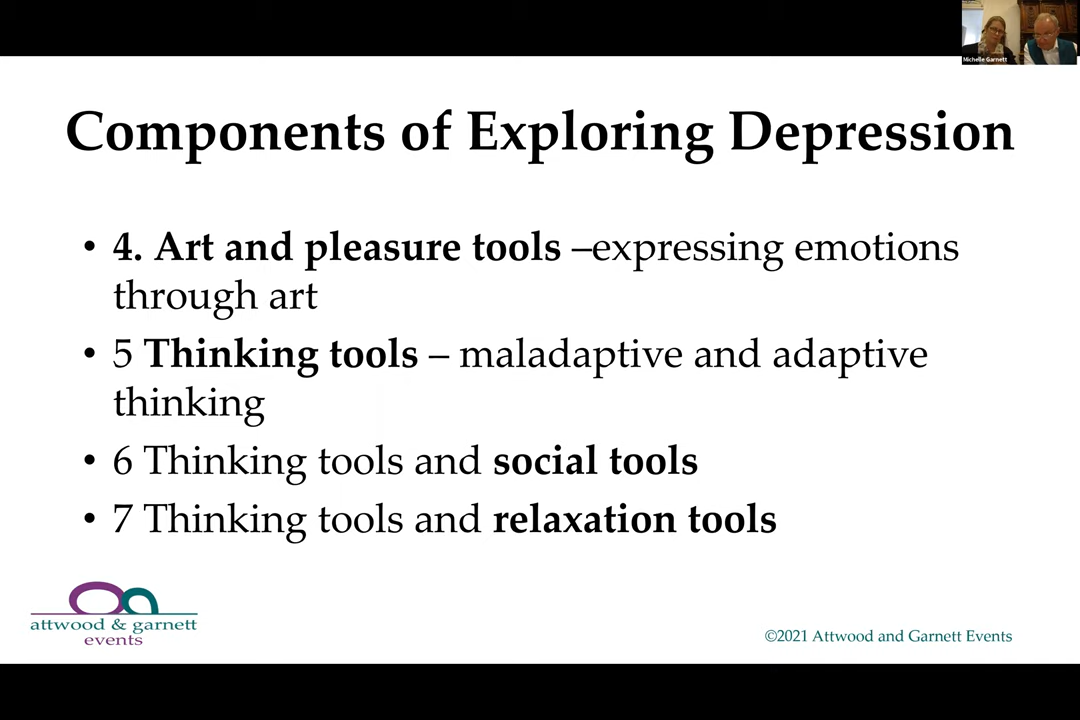 Michelle Garnett
Components of Exploring Depression
• 4. Art and pleasure tools –expressing emotions
through art
• 5 Thinking tools – maladaptive and adaptive
thinking
• 6 Thinking tools and social tools
• 7 Thinking tools and relaxation tools
attwood & garnett
events
©2021 Attwood and Garnett Events